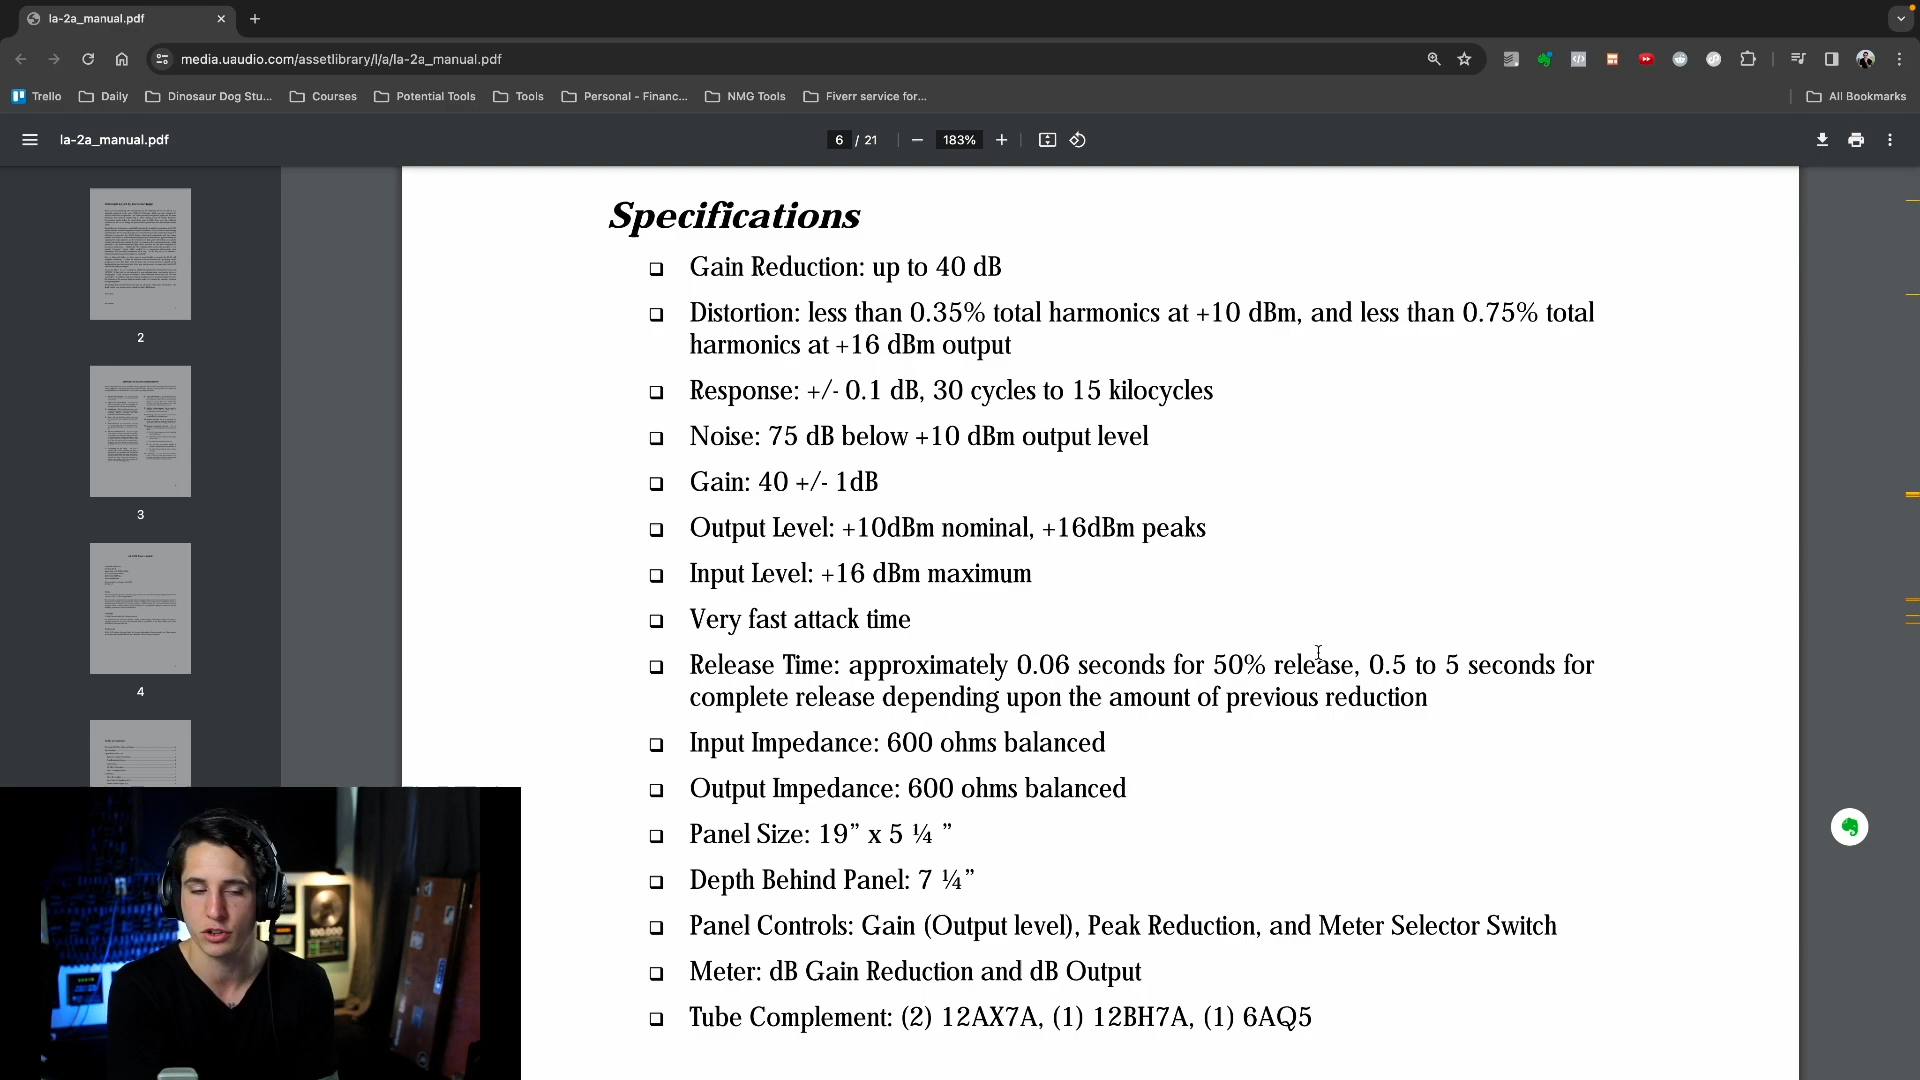 la-2a_manual.pdf
media.uaudio.com/assetlibrary/l/a/la-2a_manual.pdf
Trello
Daily
Dinosaur Dog Stu...
Courses
Potential Tools
Tools
Personal - Financ...
NMG Tools
Fiverr service for...
All Bookmarks
la-2a_manual.pdf
6 / 21
183%
2
3
4
Specifications
Gain Reduction: up to 40 dB
Distortion: less than 0.35% total harmonics at +10 dBm, and less than 0.75% total
harmonics at +16 dBm output
Response: +/- 0.1 dB, 30 cycles to 15 kilocycles
Noise: 75 dB below +10 dBm output level
Gain: 40 +/- 1dB
Output Level: +10dBm nominal, +16dBm peaks
Input Level: +16 dBm maximum
Very fast attack time
Release Time: approximately 0.06 seconds for 50% release, 0.5 to 5 seconds for
complete release depending upon the amount of previous reduction
Input Impedance: 600 ohms balanced
Output Impedance: 600 ohms balanced
Panel Size: 19” x 5 ¼ ”
Depth Behind Panel: 7 ¼”
Panel Controls: Gain (Output level), Peak Reduction, and Meter Selector Switch
Meter: dB Gain Reduction and dB Output
Tube Complement: (2) 12AX7A, (1) 12BH7A, (1) 6AQ5
100,000